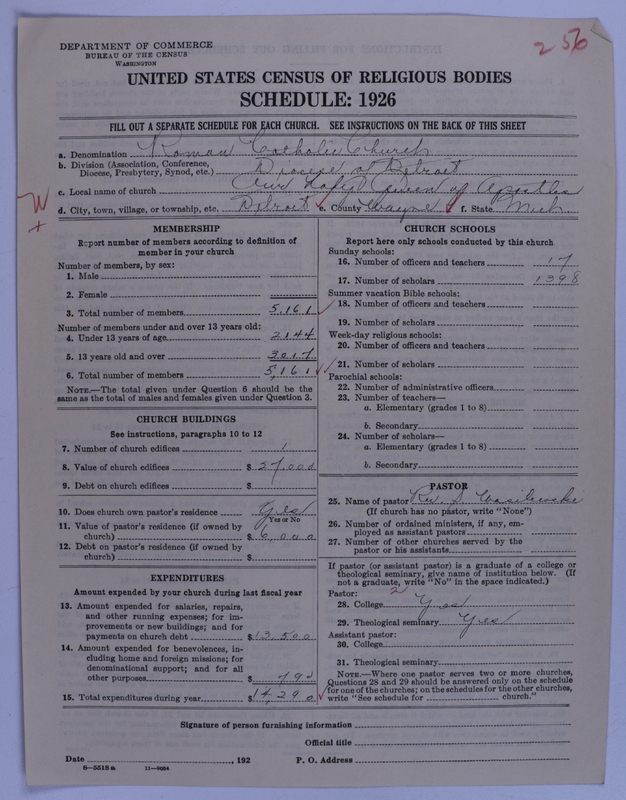 256
DEPARTMENT OF COMMERCE
BUREAU OF THE CENSUS
WASHINGTON
UNITED STATES CENSUS OF RELIGIOUS BODIES
SCHEDULE: 1926
FILL OUT A SEPARATE SCHEDULE FOR EACH CHURCH. SEE INSTRUCTIONS ON THE BACK OF THIS SHEET
a. Denomination Roman Catholic Church
b. Division (Association, Conference, Diocese, Presbytery, Synod, etc.) Diocese of Detroit
c. Local name of church Our Lady Queen of Apostles
d. City, town, village, or township, etc. Detroit e. County Wayne f. State Mich.
MEMBERSHIP
Report number of members according to definition of
member in your church
Number of members, by sex:
1. Male
2. Female
3. Total number of members 5,161
Number of members under and over 13 years old:
4. Under 13 years of age 2144
5. 13 years old and over 3017
6. Total number of members 5,161
NOTE.—The total given under Question 6 should be the
same as the total of males and females given under Question 3.
CHURCH BUILDINGS
See instructions, paragraphs 10 to 12
7. Number of church edifices 1
8. Value of church edifices $ 27,000
9. Debt on church edifices $
10. Does church own pastor's residence? Yes
Yes or No
11. Value of pastor's residence (if owned by
church) $ 6,000
12. Debt on pastor's residence (if owned by
church) $
EXPENDITURES
Amount expended by your church during last fiscal year
13. Amount expended for salaries, repairs,
and other running expenses; for im-
provements or new buildings; and for
payments on church debt $ 13,500
14. Amount expended for benevolences, in-
cluding home and foreign missions; for
denominational support; and for all
other purposes $
15. Total expenditures during year $ 14,290
CHURCH SCHOOLS
Report here only schools conducted by this church
Sunday schools:
16. Number of officers and teachers 17
17. Number of scholars 1398
Summer vacation Bible schools:
18. Number of officers and teachers
19. Number of scholars
Week-day religious schools:
20. Number of officers and teachers
21. Number of scholars
Parochial schools:
22. Number of administrative officers
23. Number of teachers—
a. Elementary (grades 1 to 8)
b. Secondary
24. Number of scholars—
a. Elementary (grades 1 to 8)
b. Secondary
PASTOR
25. Name of pastor Rev. S.
(If church has no pastor, write "None")
26. Number of ordained ministers, if any, em-
ployed as assistant pastors
27. Number of other churches served by the
pastor or his assistants
If pastor (or assistant pastor) is a graduate of a college or
theological seminary, give name of institution below. (If
not a graduate, write "No" in the space indicated.)
Pastor: 2
28. College Yes
29. Theological seminary Yes
Assistant pastor:
30. College
31. Theological seminary
NOTE.—Where one pastor serves two or more churches,
Questions 28 and 29 should be answered only on the schedule
for one of the churches; on the schedules for the other churches,
write "See schedule for church."
Signature of person furnishing information
Official title
Date , 192 P. O. Address
8—5518 a 11—9064